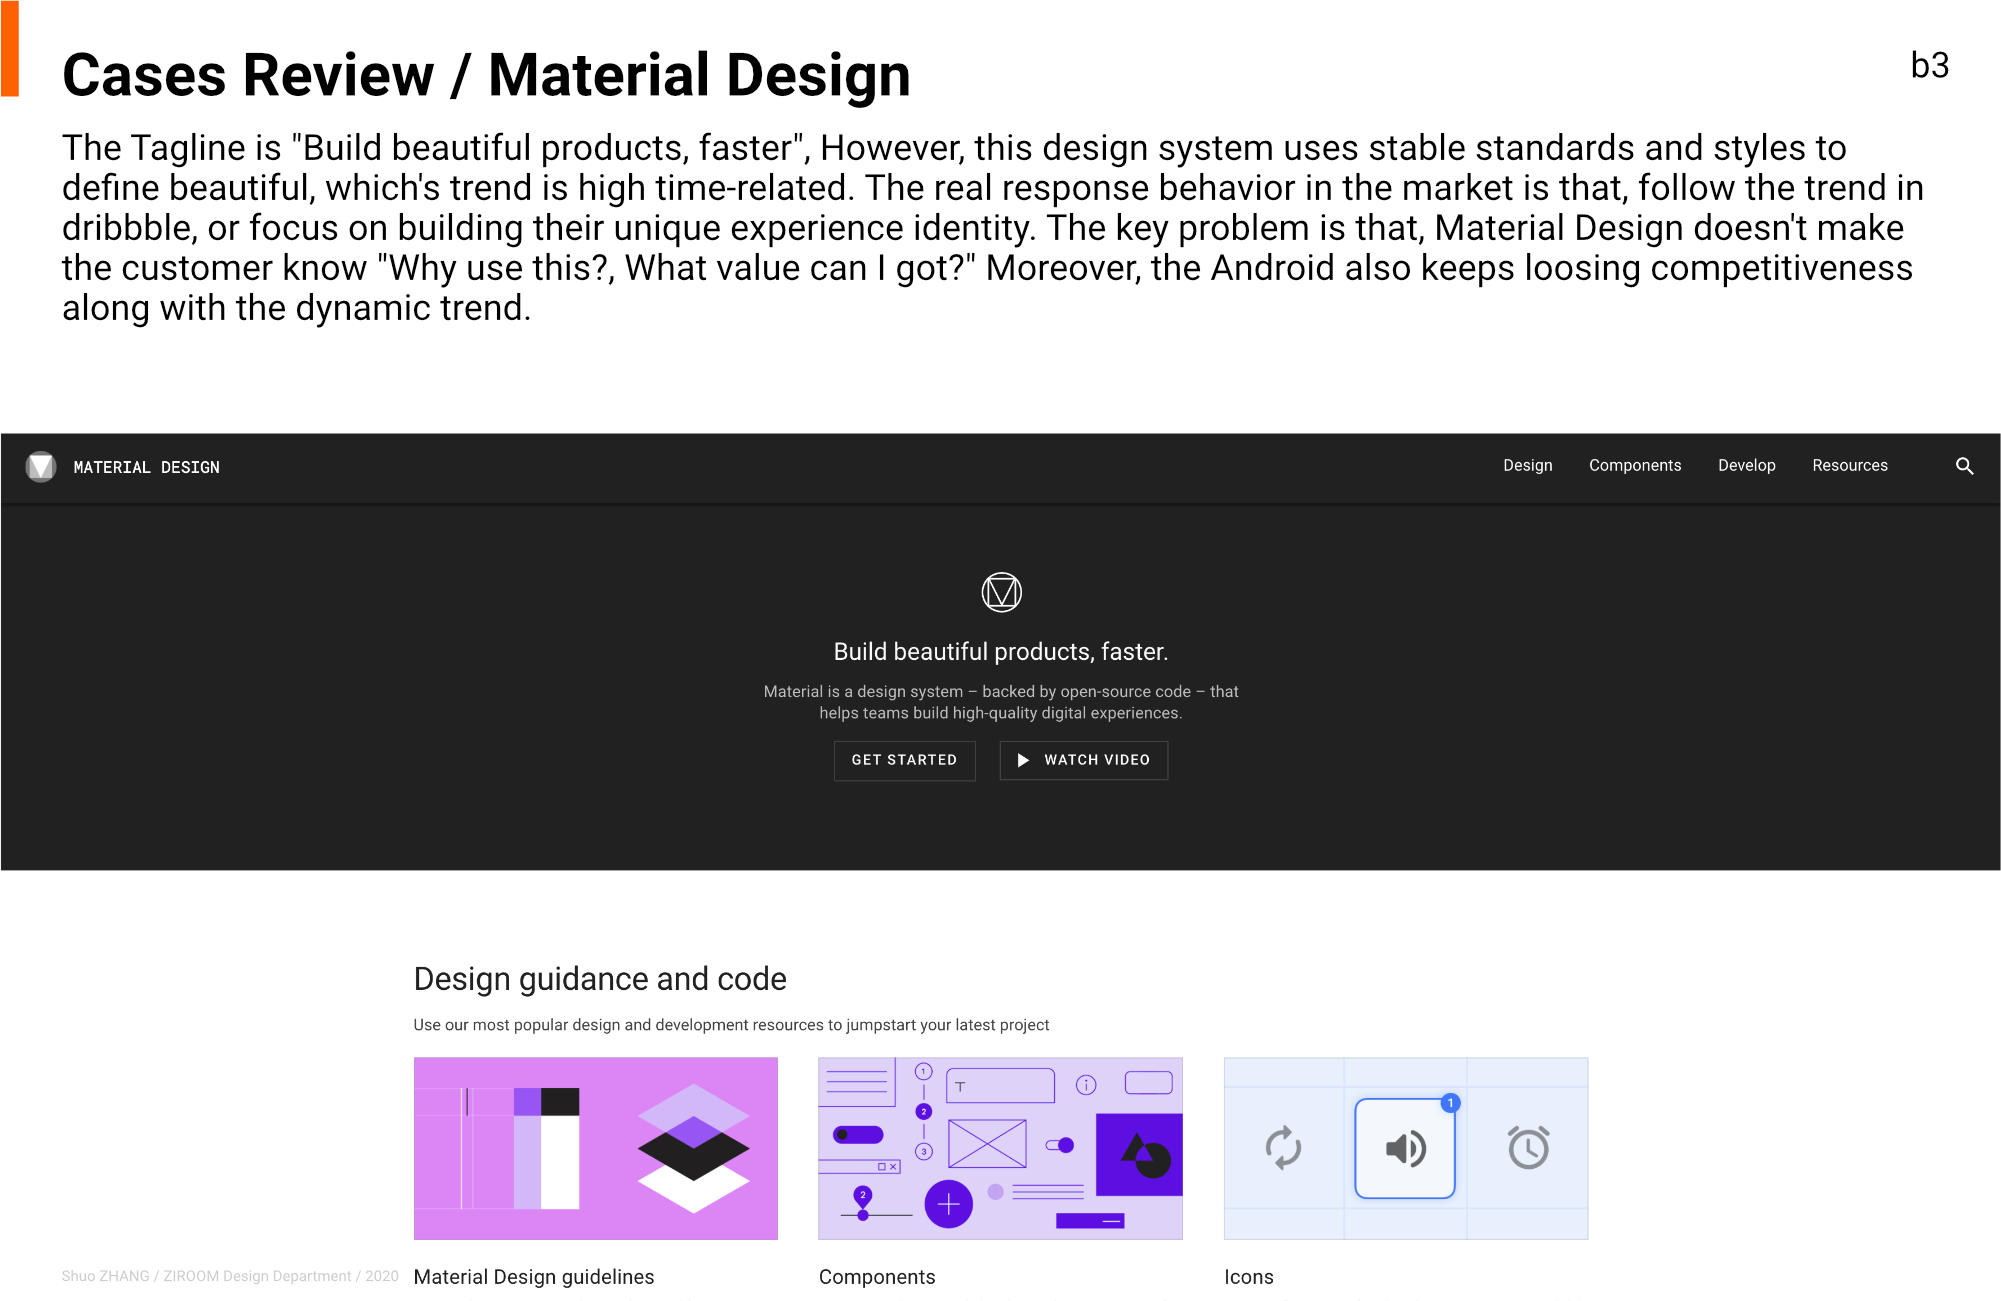 Cases Review / Material Design
b3
The Tagline is "Build beautiful products, faster", However, this design system uses stable standards and styles to
define beautiful, which's trend is high time-related. The real response behavior in the market is that, follow the trend in
dribbble, or focus on building their unique experience identity. The key problem is that, Material Design doesn't make
the customer know "Why use this?, What value can I got?" Moreover, the Android also keeps loosing competitiveness
along with the dynamic trend.
MATERIAL DESIGN
Design
Components
Develop
Resources
Build beautiful products, faster.
Material is a design system – backed by open-source code – that
helps teams build high-quality digital experiences.
GET STARTED
WATCH VIDEO
Design guidance and code
Use our most popular design and development resources to jumpstart your latest project
1
T
2
3
2
1
Shuo ZHANG / ZIROOM Design Department / 2020
Material Design guidelines
Components
Icons